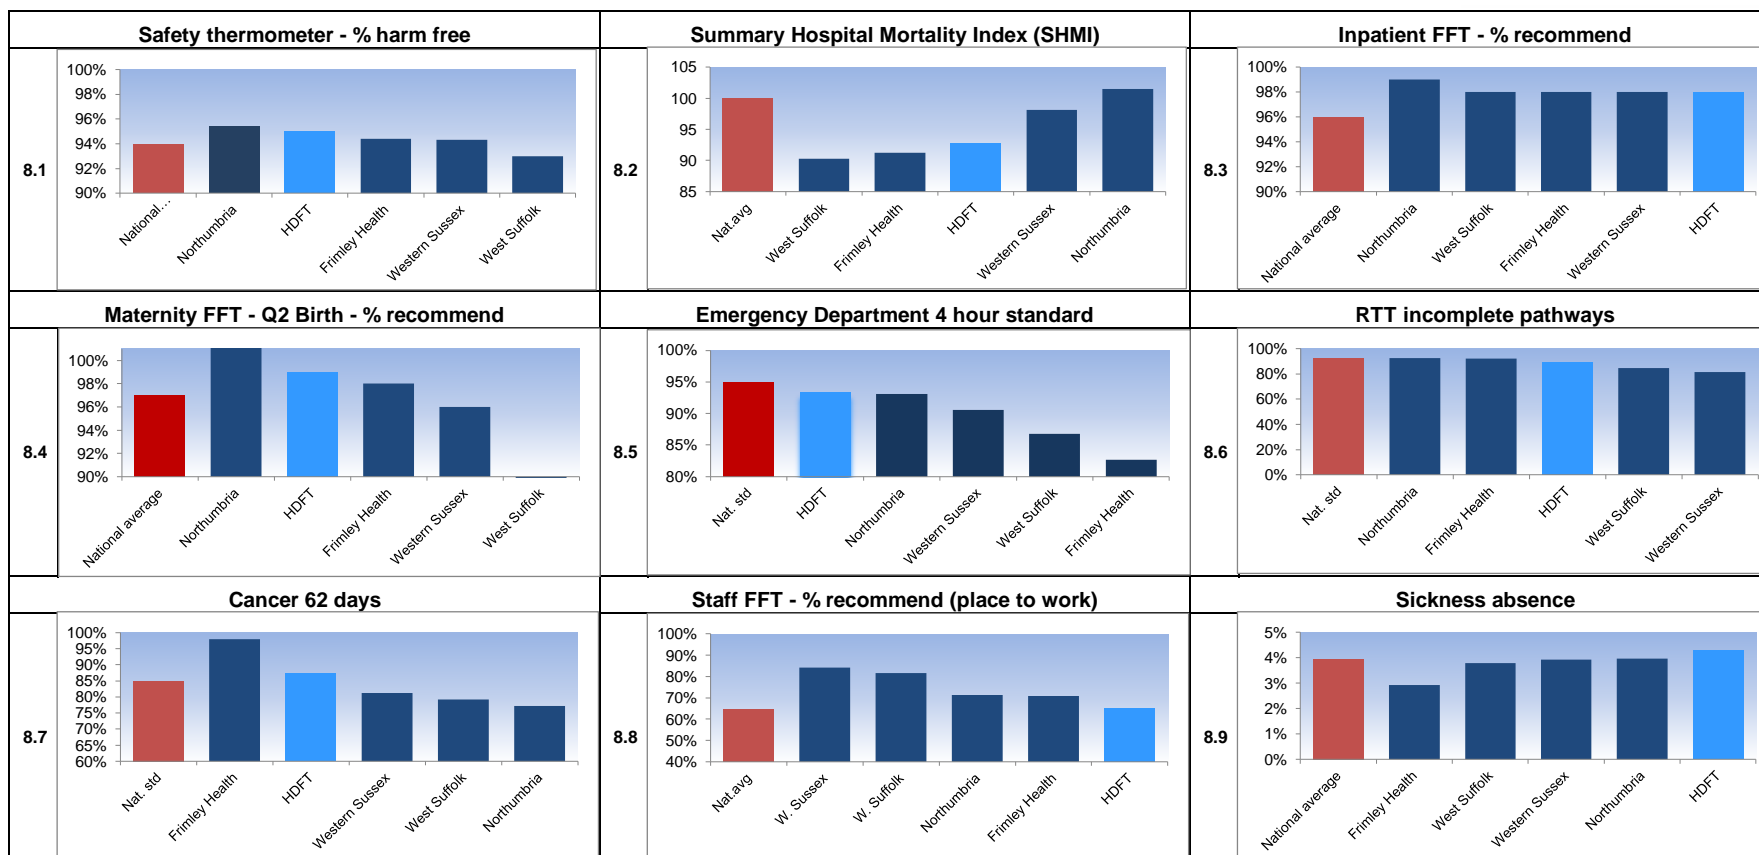 Safety thermometer - % harm free
8.1
100%
98%
96%
94%
92%
90%
National...
Northumbria
HDFT
Frimley Health
Western Sussex
West Suffolk
Summary Hospital Mortality Index (SHMI)
8.2
105
100
95
90
85
Nat.avg
West Suffolk
Frimley Health
HDFT
Western Sussex
Northumbria
Inpatient FFT - % recommend
8.3
100%
98%
96%
94%
92%
90%
National average
Northumbria
West Suffolk
Frimley Health
Western Sussex
HDFT
Maternity FFT - Q2 Birth - % recommend
8.4
100%
98%
96%
94%
92%
90%
National average
Northumbria
HDFT
Frimley Health
Western Sussex
West Suffolk
Emergency Department 4 hour standard
8.5
100%
95%
90%
85%
80%
Nat. std
HDFT
Northumbria
Western Sussex
West Suffolk
Frimley Health
RTT incomplete pathways
8.6
100%
80%
60%
40%
20%
0%
Nat. std
Northumbria
Frimley Health
HDFT
West Suffolk
Western Sussex
Cancer 62 days
8.7
100%
95%
90%
85%
80%
75%
70%
65%
60%
Nat. std
Frimley Health
HDFT
Western Sussex
West Suffolk
Northumbria
Staff FFT - % recommend (place to work)
8.8
100%
90%
80%
70%
60%
50%
40%
Nat.avg
W. Sussex
W. Suffolk
Northumbria
Frimley Health
HDFT
Sickness absence
8.9
5%
4%
3%
2%
1%
0%
National average
Frimley Health
West Suffolk
Western Sussex
Northumbria
HDFT